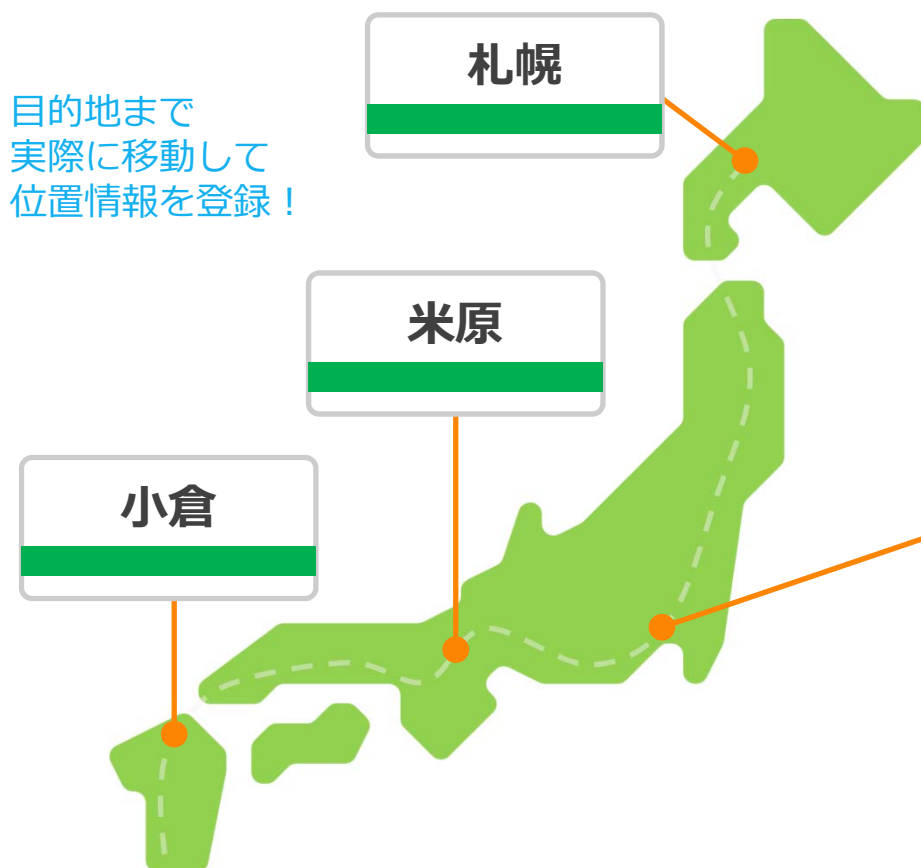 目的地まで
実際に移動して
位置情報を登録！
札幌
米原
小倉